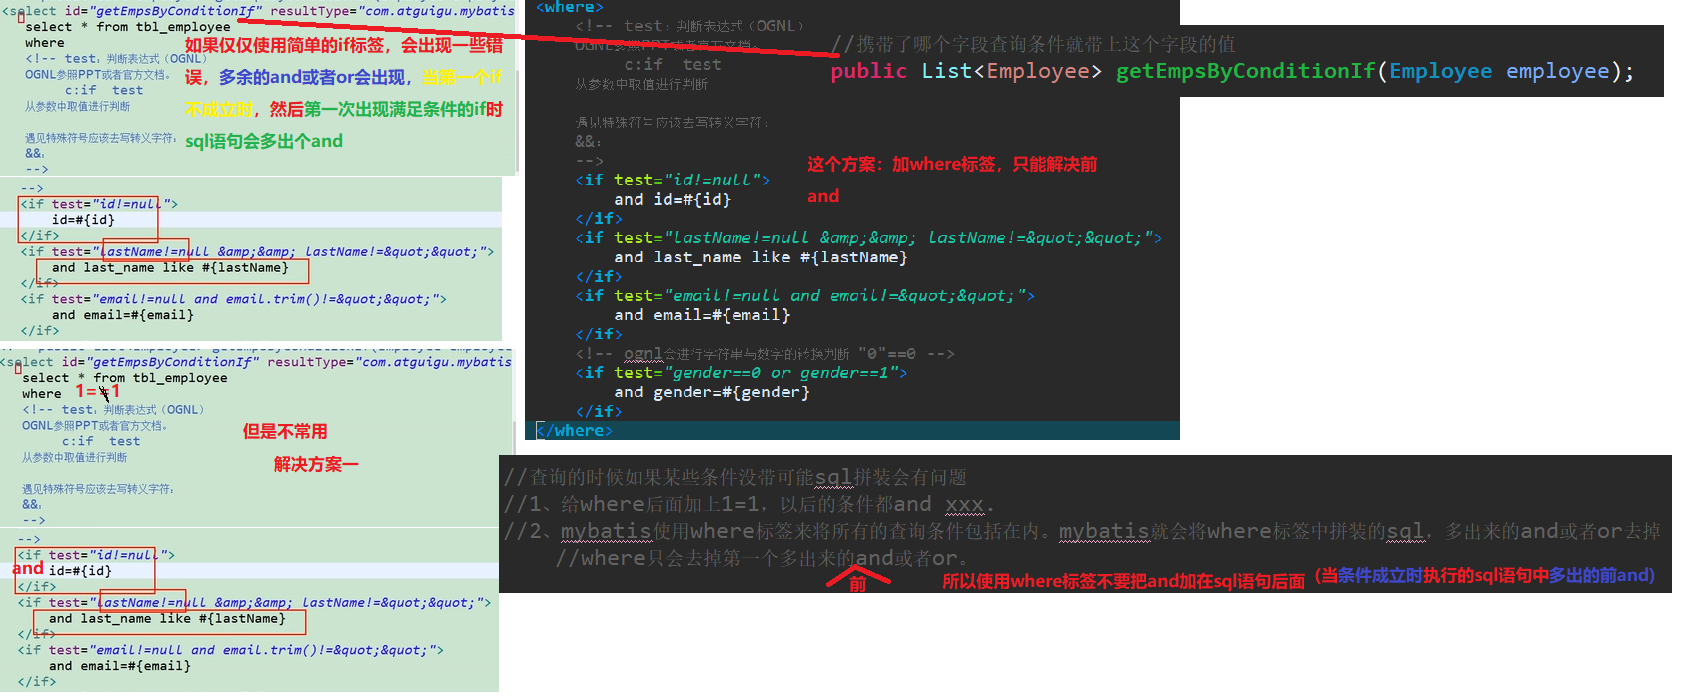 <select id="getEmpsByConditionIf" resultType="com.atguigu.mybatis
select * from tbl_employee
where
<!-- test：判断表达式（OGNL）
OGNL参照PPT或者官方文档。
c:if  test
从参数中取值进行判断
遇见特殊符号应该去写转义字符：
&&：
-->
如果仅仅使用简单的if标签，会出现一些错
误，多余的and或者or会出现，当第一个if
不成立时，然后第一次出现满足条件的if时
sql语句会多出个and
-->
<if test="id!=null">
id=#{id}
</if>
<if test="lastName!=null &amp;&amp; lastName!=&quot;&quot;">
and last_name like #{lastName}
</if>
<if test="email!=null and email.trim()!=&quot;&quot;">
and email=#{email}
</if>
<select id="getEmpsByConditionIf" resultType="com.atguigu.mybatis
select * from tbl_employee
where 1==1
<!-- test：判断表达式（OGNL）
OGNL参照PPT或者官方文档。
c:if  test
从参数中取值进行判断
遇见特殊符号应该去写转义字符：
&&：
-->
但是不常用
解决方案一
-->
<if test="id!=null">
and id=#{id}
</if>
<if test="lastName!=null &amp;&amp; lastName!=&quot;&quot;">
and last_name like #{lastName}
</if>
<if test="email!=null and email.trim()!=&quot;&quot;">
and email=#{email}
</if>
<where>
<!-- test：判断表达式（OGNL）
OGNL参照PPT或者官方文档。
c:if  test
从参数中取值进行判断
遇见特殊符号应该去写转义字符：
&&：
-->
<if test="id!=null">
and id=#{id}
</if>
<if test="lastName!=null &amp;&amp; lastName!=&quot;&quot;">
and last_name like #{lastName}
</if>
<if test="email!=null and email!=&quot;&quot;">
and email=#{email}
</if>
<!-- ognl会进行字符串与数字的转换判断 "0"==0 -->
<if test="gender==0 or gender==1">
and gender=#{gender}
</if>
</where>
//携带了哪个字段查询条件就带上这个字段的值
public List<Employee> getEmpsByConditionIf(Employee employee);
这个方案：加where标签，只能解决前
and
//查询的时候如果某些条件没带可能sql拼装会有问题
//1、给where后面加上1=1，以后的条件都and xxx.
//2、mybatis使用where标签来将所有的查询条件包括在内。mybatis就会将where标签中拼装的sql，多出来的and或者or去掉
//where只会去掉第一个多出来的and或者or。
前
所以使用where标签不要把and加在sql语句后面（当条件成立时执行的sql语句中多出的前and）